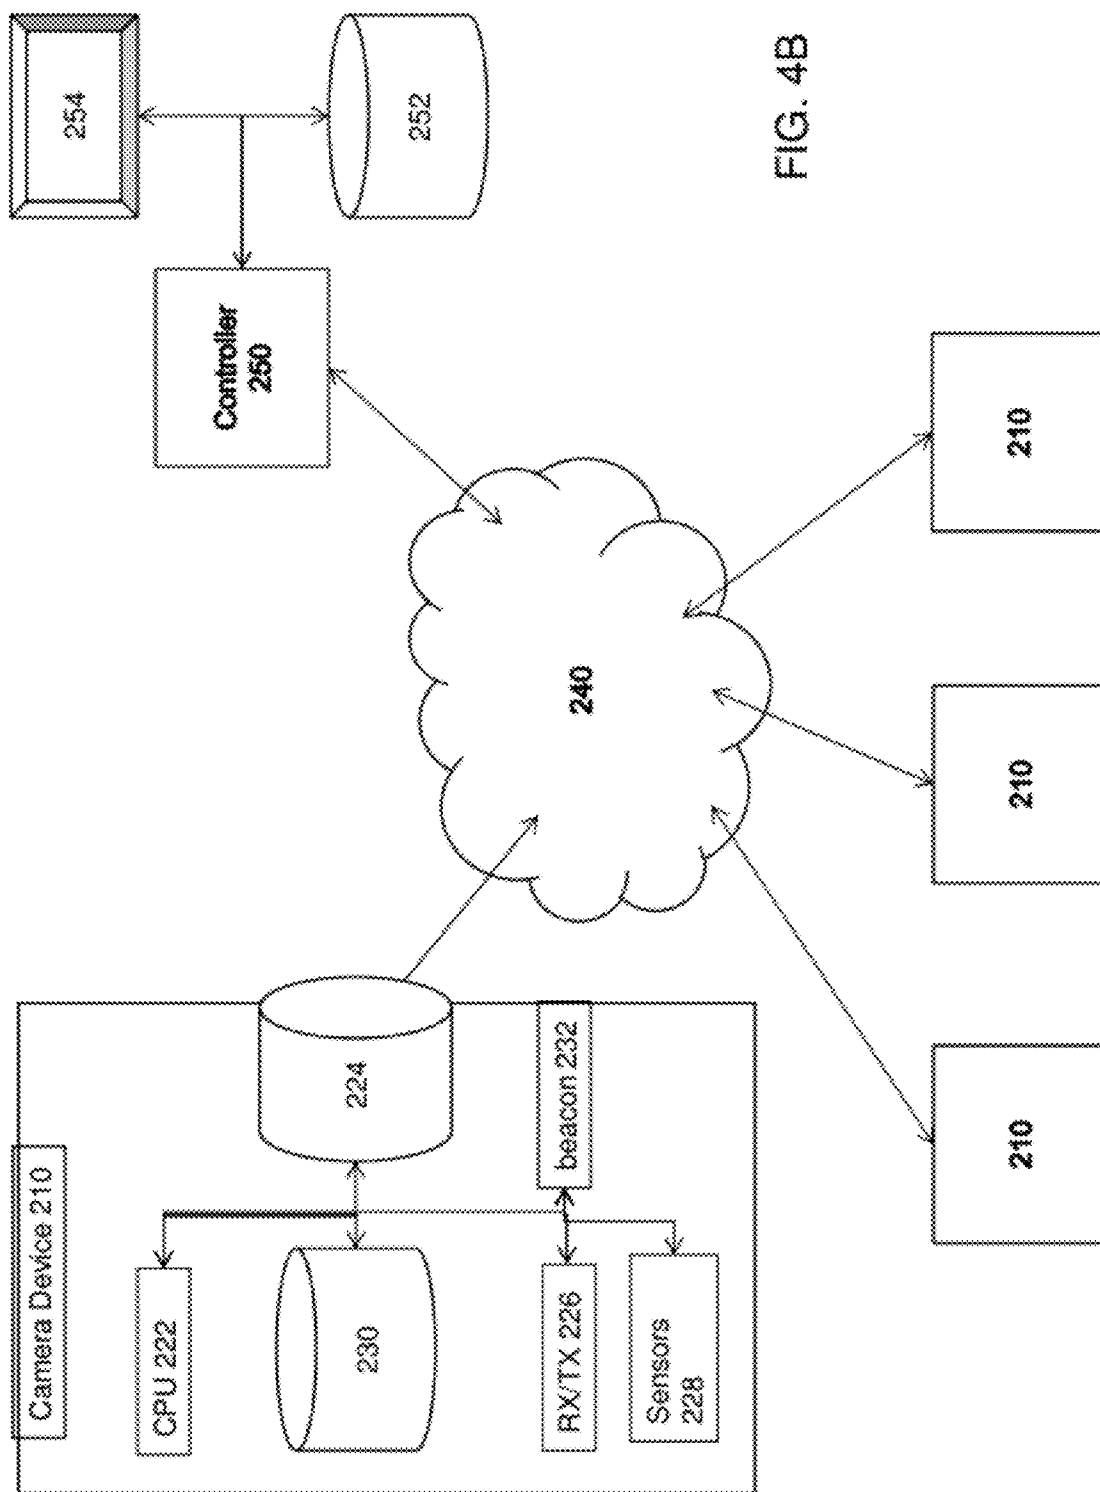 Camera Device 210
CPU 222
230
RX/TX 226
Sensors
228
224
beacon 232
240
Controller
250
254
252
210
210
210
FIG. 4B